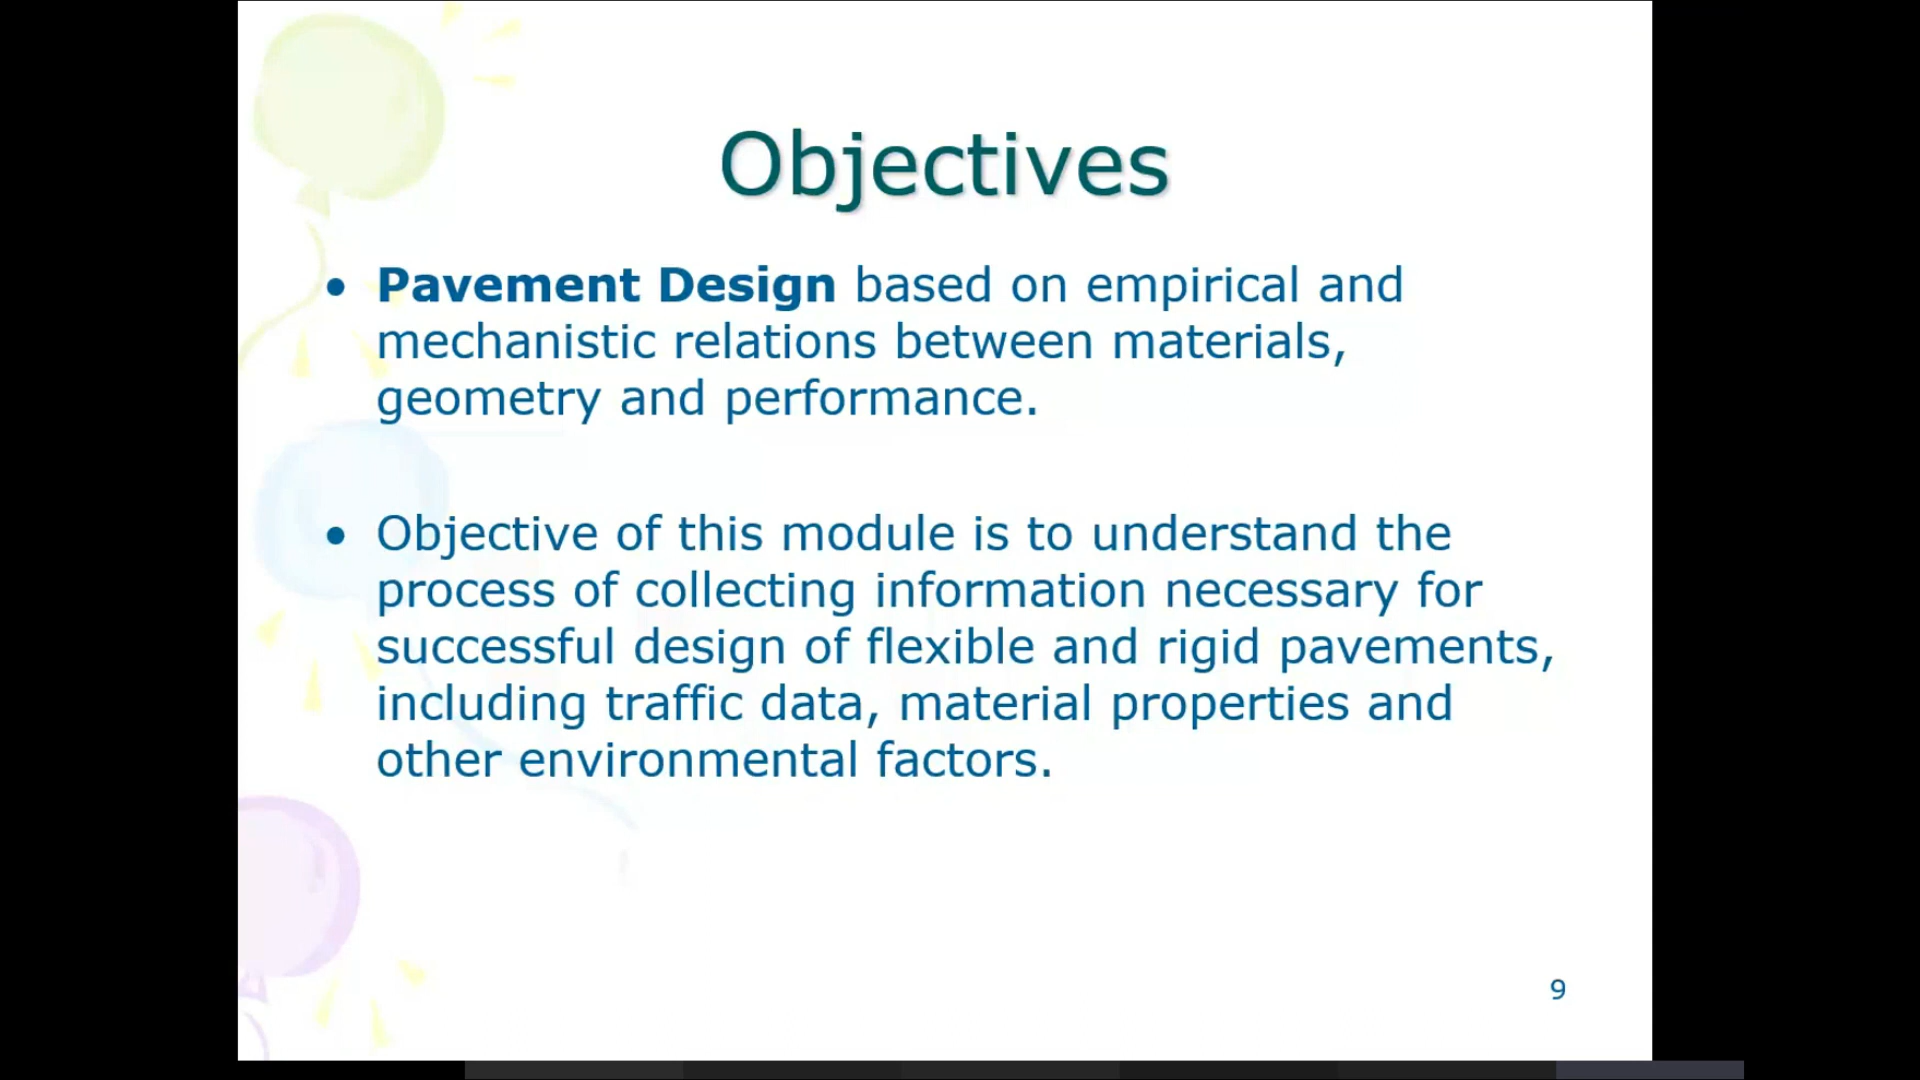 Objectives
• Pavement Design based on empirical and
mechanistic relations between materials,
geometry and performance.
• Objective of this module is to understand the
process of collecting information necessary for
successful design of flexible and rigid pavements,
including traffic data, material properties and
other environmental factors.
9